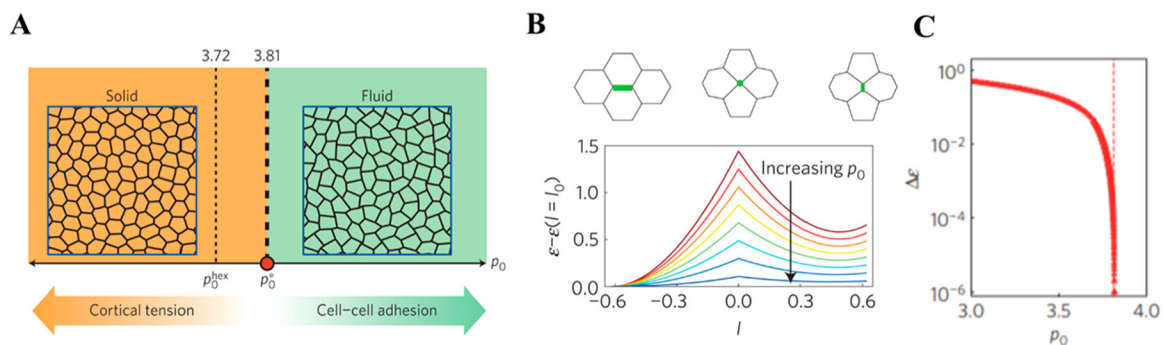 A
3.72 3.81
Solid
Fluid
p₀ʰᵉˣ
p₀*
p₀
Cortical tension
Cell–cell adhesion
B
1.5
1.0
0.5
0.0
ε–ε(l = l₀)
Increasing p₀
−0.6 −0.3 0.0 0.3 0.6
l
C
10⁰
10⁻²
10⁻⁴
10⁻⁶
Δε
3.0 3.5 4.0
p₀